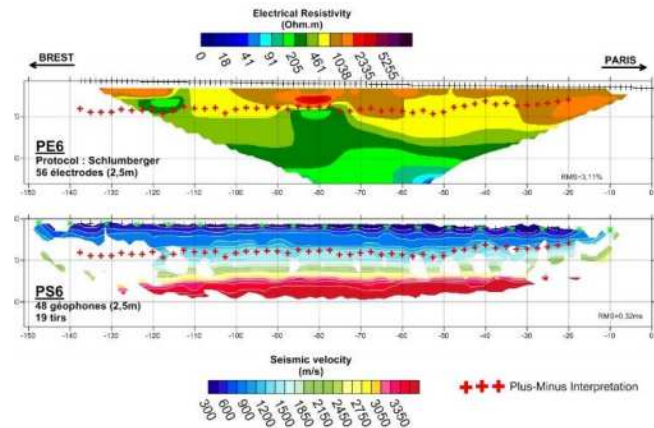 Electrical Resistivity
(Ohm.m)
BREST
PARIS
0 18 41 91 205 461 1038 2335 5255
PE6
Protocol : Schlumberger
56 électrodes (2,5m)
RMS=3,11%
-150 -140 -130 -120 -110 -100 -90 -80 -70 -60 -50 -40 -30 -20 -10 0
PS6
48 géophones (2,5m)
19 tirs
RMS=0,32ms
-150 -140 -130 -120 -110 -100 -90 -80 -70 -60 -50 -40 -30 -20 -10 0
Seismic velocity
(m/s)
300 600 900 1200 1500 1850 2150 2450 2750 3050 3350
Plus-Minus Interpretation